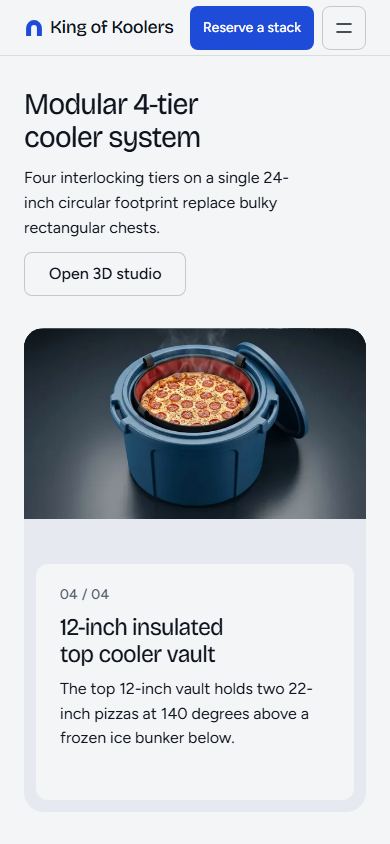 King of Koolers
Reserve a stack
Modular 4-tier
cooler system
Four interlocking tiers on a single 24-
inch circular footprint replace bulky
rectangular chests.
Open 3D studio
04 / 04
12-inch insulated
top cooler vault
The top 12-inch vault holds two 22-
inch pizzas at 140 degrees above a
frozen ice bunker below.